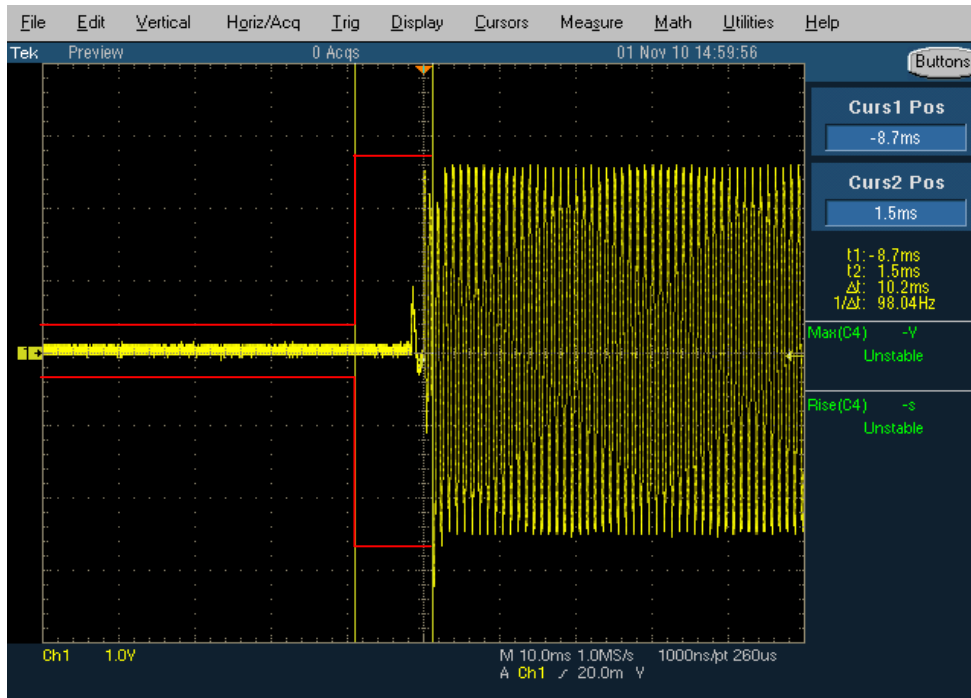 File Edit Vertical Horiz/Acq Trig Display Cursors Measure Math Utilities Help
Tek Preview 0 Acqs 01 Nov 10 14:59:56
Buttons
Curs1 Pos
-8.7ms
Curs2 Pos
1.5ms
t1: -8.7ms
t2: 1.5ms
Δt: 10.2ms
1/Δt: 98.04Hz
1
Max(C4) -V
Unstable
Rise(C4) -s
Unstable
Ch1 1.0V M 10.0ms 1.0MS/s 1000ns/pt 260us
A Ch1 20.0m V